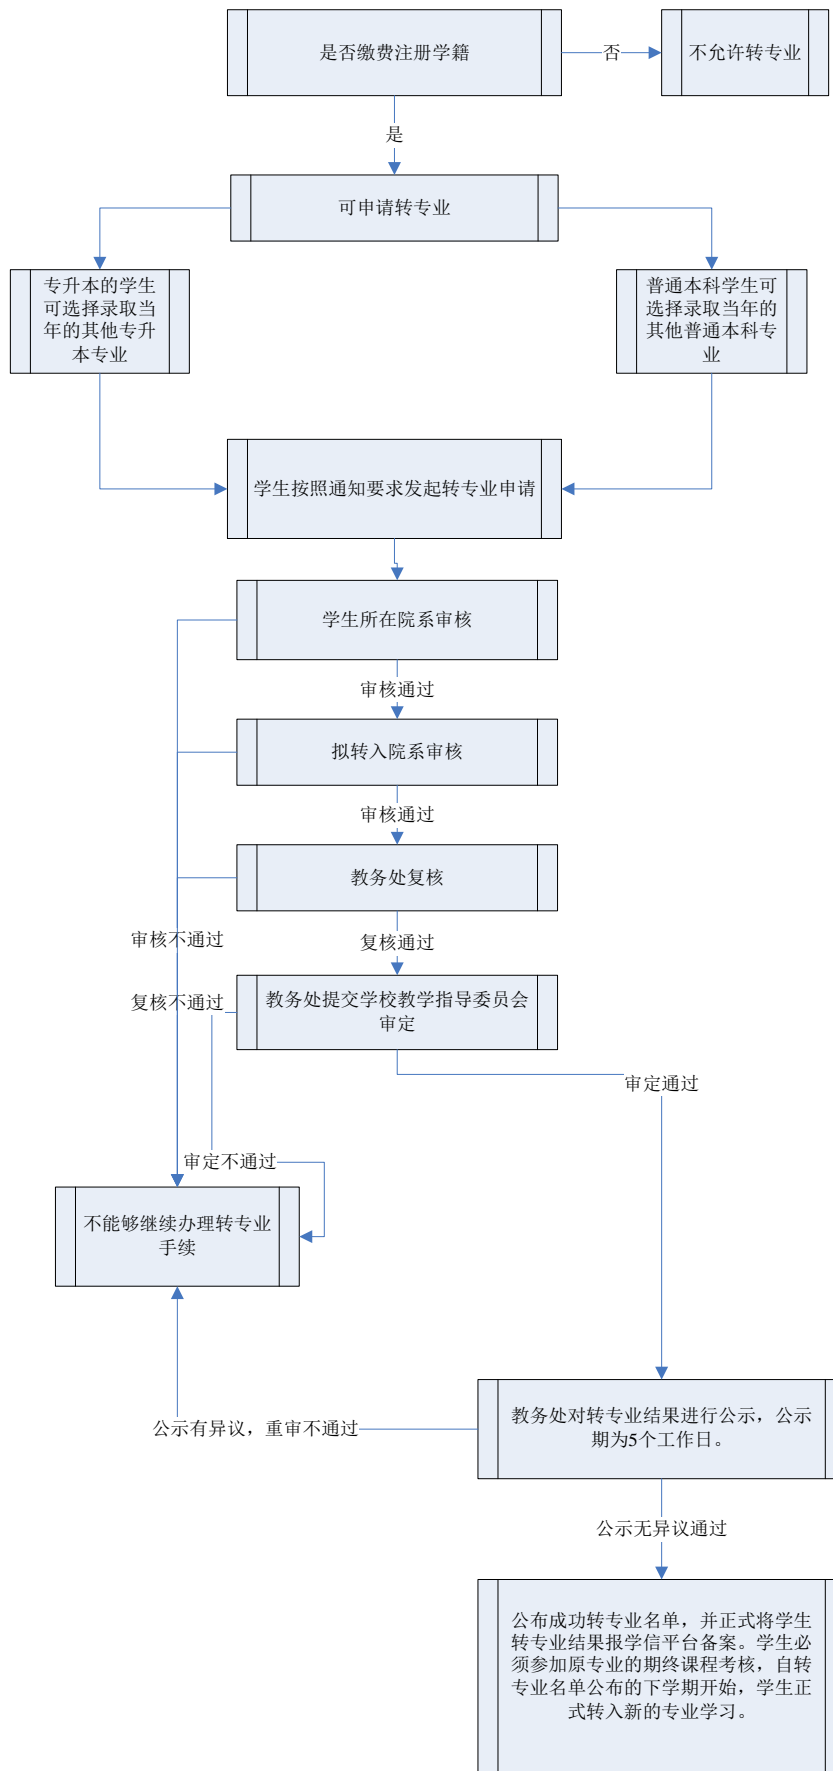 是否缴费注册学籍
否
不允许转专业
是
可申请转专业
专升本的学生
可选择录取当
年的其他专升
本专业
普通本科学生可
选择录取当年的
其他普通本科专
业
学生按照通知要求发起转专业申请
学生所在院系审核
审核通过
拟转入院系审核
审核通过
教务处复核
审核不通过
复核通过
复核不通过
教务处提交学校教学指导委员会
审定
审定通过
审定不通过
不能够继续办理转专业
手续
公示有异议，重审不通过
教务处对转专业结果进行公示，公示
期为5个工作日。
公示无异议通过
公布成功转专业名单，并正式将学生
转专业结果报学信平台备案。学生必
须参加原专业的期终课程考核，自转
专业名单公布的下学期开始，学生正
式转入新的专业学习。